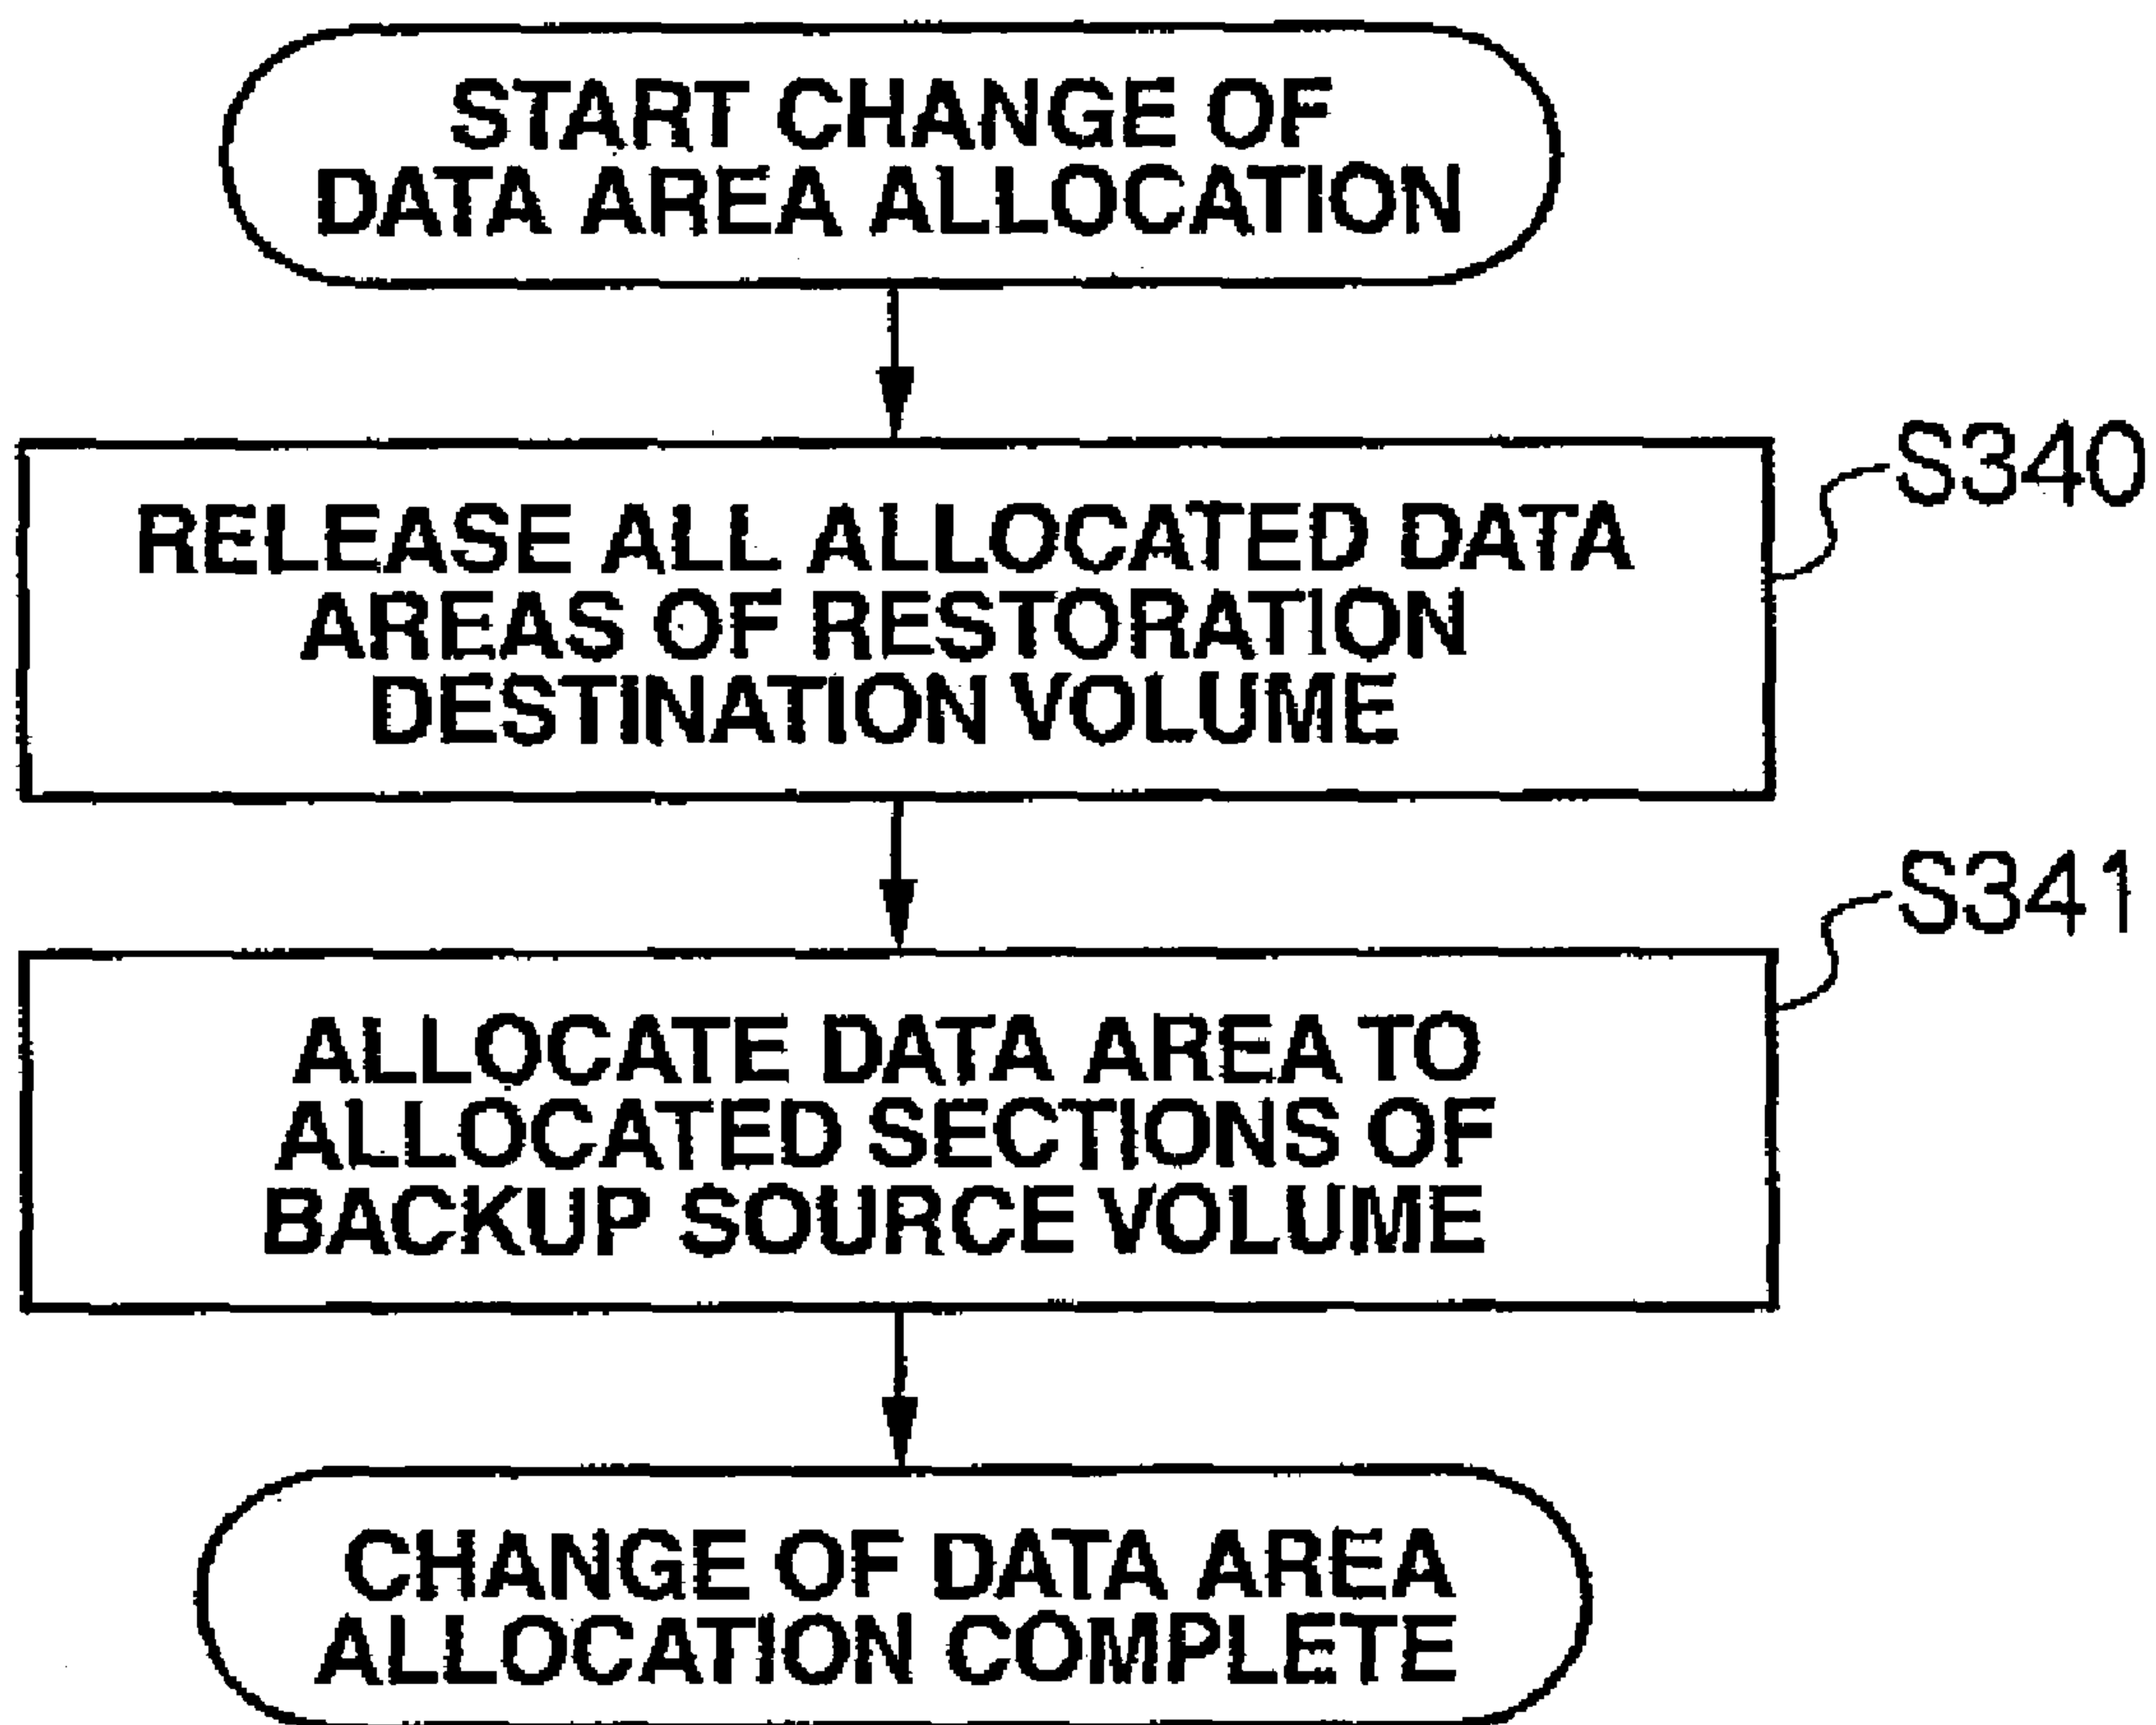 START CHANGE OF
DATA AREA ALLOCATION
S340
RELEASE ALL ALLOCATED DATA
AREAS OF RESTORATION
DESTINATION VOLUME
S341
ALLOCATE DATA AREA TO
ALLOCATED SECTIONS OF
BACKUP SOURCE VOLUME
CHANGE OF DATA AREA
ALLOCATION COMPLETE